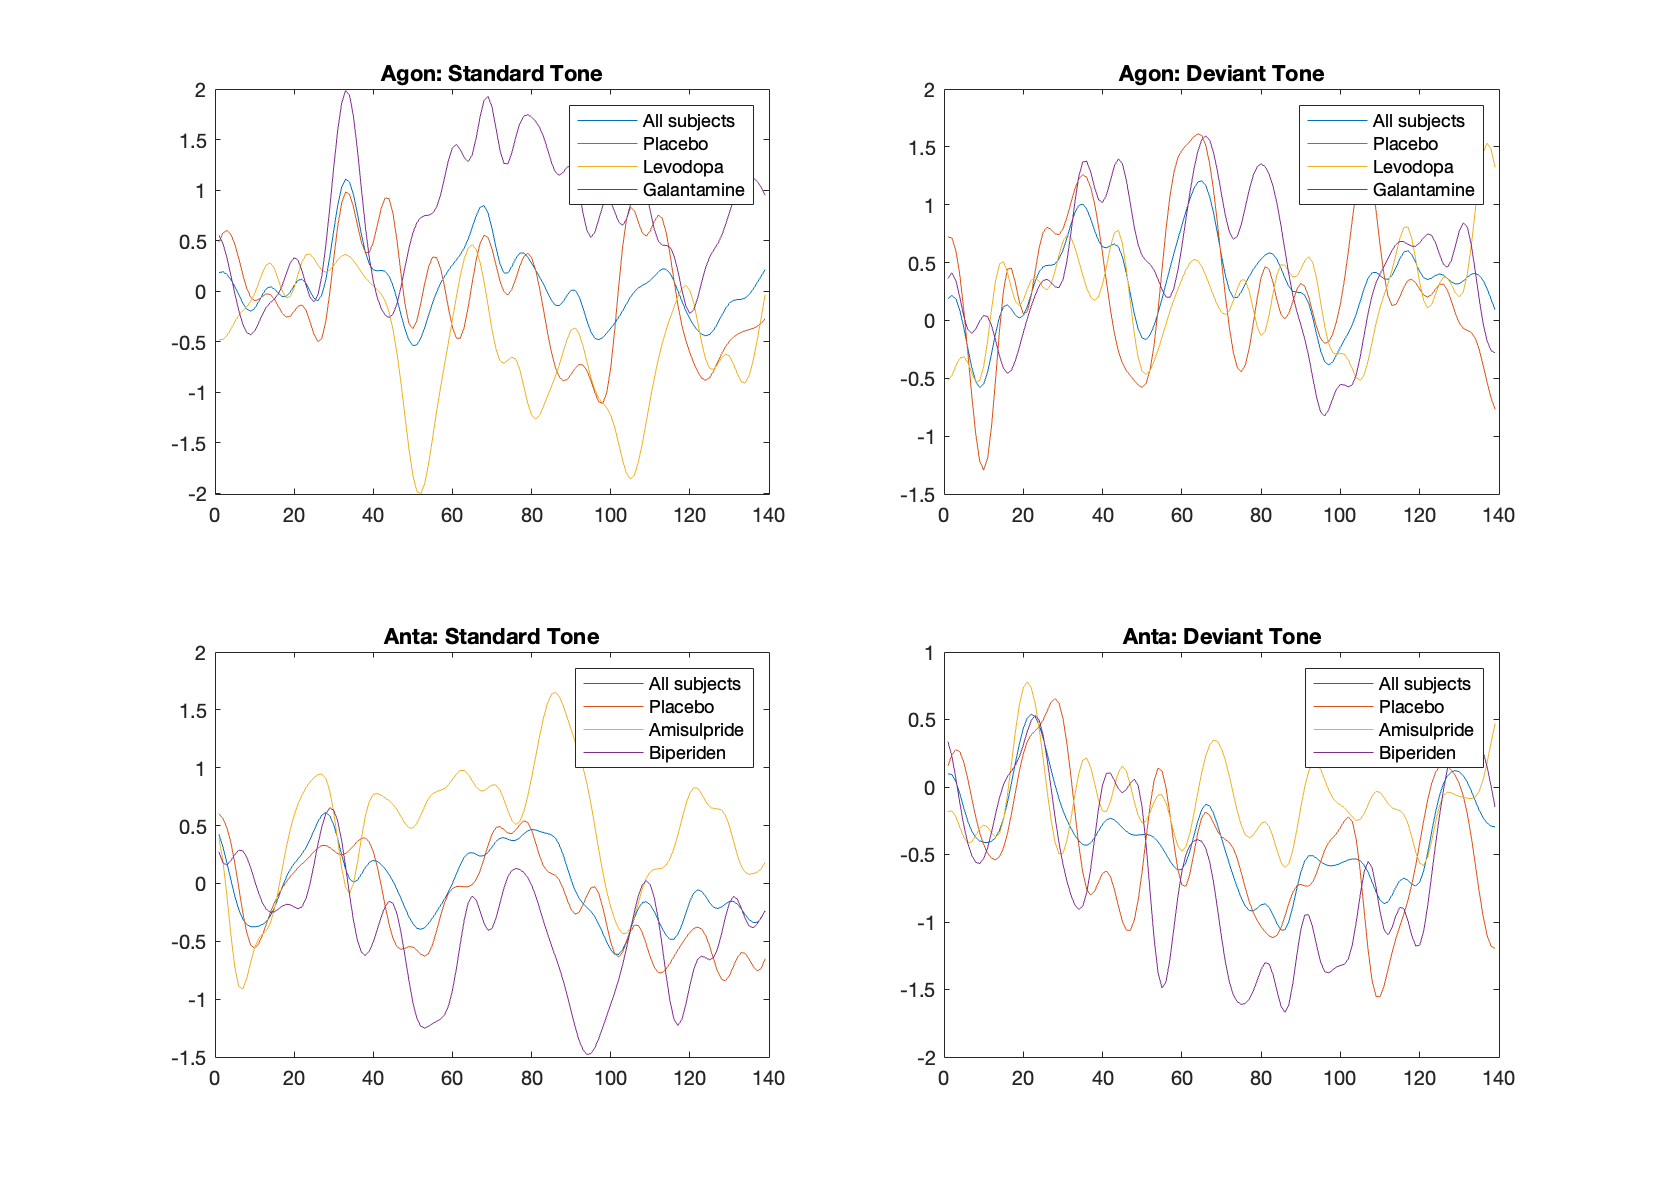 Agon: Standard Tone
2
1.5
1
0.5
0
-0.5
-1
-1.5
-2
0 20 40 60 80 100 120 140
All subjects
Placebo
Levodopa
Galantamine
Agon: Deviant Tone
2
1.5
1
0.5
0
-0.5
-1
-1.5
0 20 40 60 80 100 120 140
All subjects
Placebo
Levodopa
Galantamine
Anta: Standard Tone
2
1.5
1
0.5
0
-0.5
-1
-1.5
0 20 40 60 80 100 120 140
All subjects
Placebo
Amisulpride
Biperiden
Anta: Deviant Tone
1
0.5
0
-0.5
-1
-1.5
-2
0 20 40 60 80 100 120 140
All subjects
Placebo
Amisulpride
Biperiden